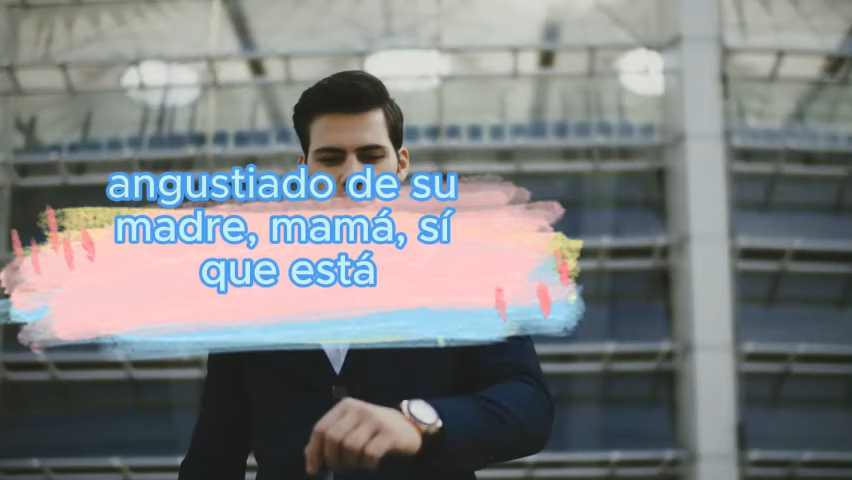 angustiado de su
madre, mamá, sí
que está